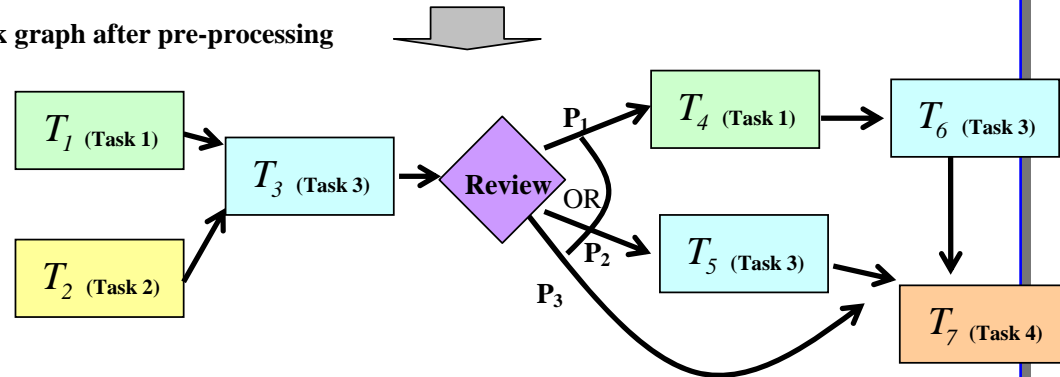 graph after pre-processing
T1 (Task 1)
T2 (Task 2)
T3 (Task 3)
Review
P1
OR
P2
P3
T4 (Task 1)
T5 (Task 3)
T6 (Task 3)
T7 (Task 4)